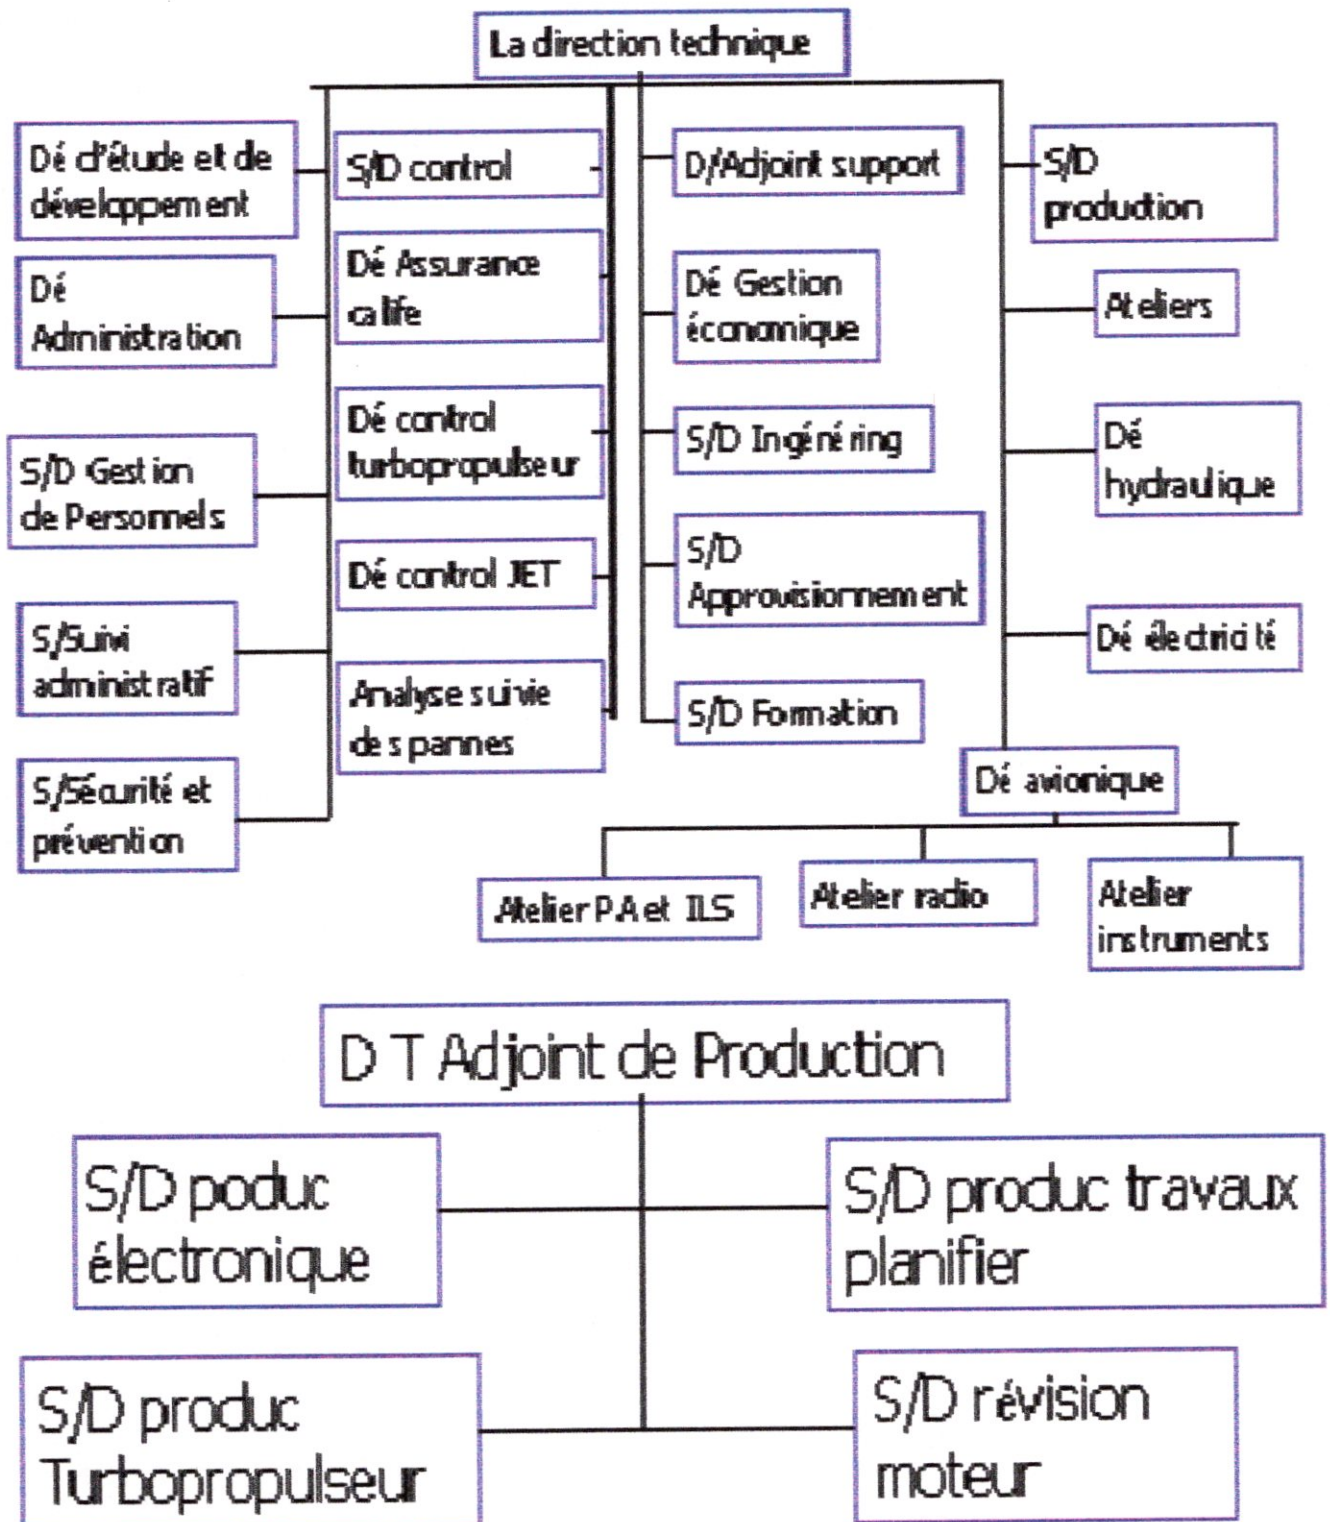 La direction technique
Dé d'étude et de
développement
Dé
Administration
S/D Gestion
de Personnels
S/Suivi
administratif
S/Sécurité et
prévention
S/D control
Dé Assurance
calife
Dé control
turbopropulseur
Dé control JET
Analyse suivie
des pannes
D/Adjoint support
Dé Gestion
économique
S/D Ingénéring
S/D
Approvisionnement
S/D Formation
S/D
production
Ateliers
Dé
hydraulique
Dé électricité
Dé avionique
Atelier P.A et ILS
Atelier radio
Atelier
instruments
D T Adjoint de Production
S/D poduc
électronique
S/D produc travaux
planifier
S/D produc
Turbopropulseur
S/D révision
moteur